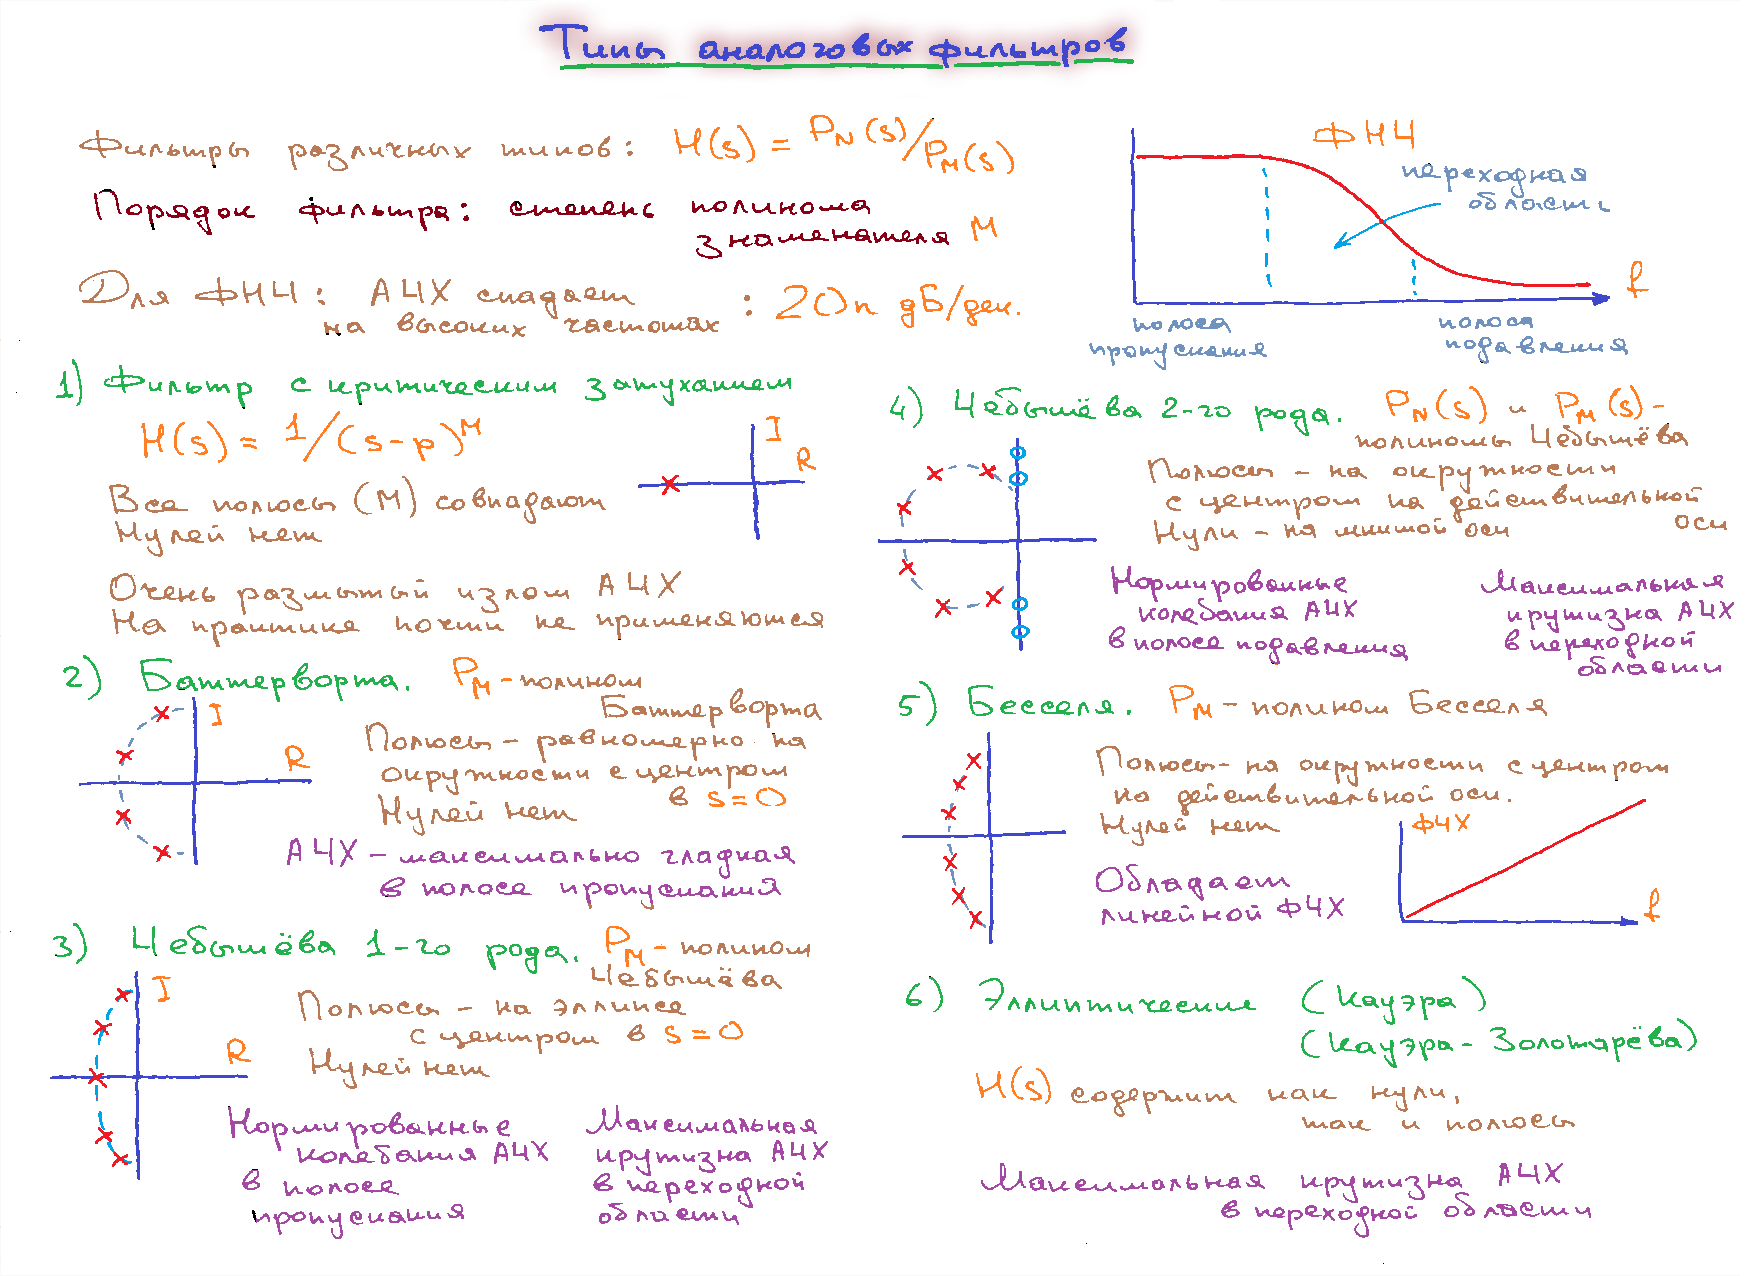 Типы аналоговых фильтров
Фильтры различных типов: H(s) = P_N(s)/P_M(s)
Порядок фильтра: степень полинома
знаменателя M
Для ФНЧ: АЧХ спадает
на высоких частотах : 20n дБ/дек.
ФНЧ
переходная
область
f
полоса
пропускания
полоса
подавления
1) Фильтр с критическим затуханием
H(s) = 1/(s-p)^M
I
R
Все полюсы (M) совпадают
Нулей нет
Очень размытый излом АЧХ
На практике почти не применяются
2) Баттерворта. P_M - полином
Баттерворта
I
R
Полюсы - равномерно на
окружности с центром
в s=0
Нулей нет
АЧХ - максимально гладкая
в полосе пропускания
3) Чебышёва 1-го рода. P_M - полином
Чебышёва
I
R
Полюсы - на эллипсе
с центром в s=0
Нулей нет
Нормированные
колебания АЧХ
в полосе
пропускания
Максимальная
крутизна АЧХ
в переходной
области
4) Чебышёва 2-го рода. P_N(s) и P_M(s) -
полиномы Чебышёва
Полюсы - на окружности
с центром на действительной
оси
Нули - на мнимой оси
Нормированные
колебания АЧХ
в полосе подавления
Максимальная
крутизна АЧХ
в переходной
области
5) Бесселя. P_M - полином Бесселя
Полюсы - на окружности с центром
на действительной оси.
Нулей нет
Обладает
линейной ФЧХ
ФЧХ
f
6) Эллиптические (Кауэра)
(Кауэра - Золотарёва)
H(s) содержит как нули,
так и полюсы
Максимальная крутизна АЧХ
в переходной области